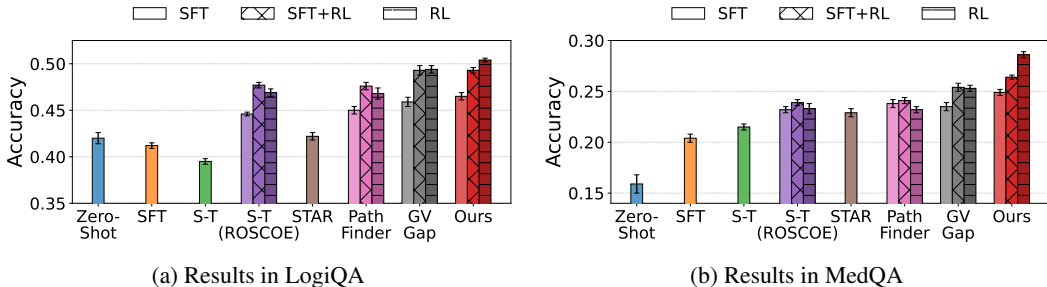 SFT SFT+RL RL
Accuracy
0.50
0.45
0.40
0.35
Zero-Shot SFT S-T S-T (ROSCOE) STAR Path Finder GV Gap Ours
(a) Results in LogiQA
SFT SFT+RL RL
Accuracy
0.30
0.25
0.20
0.15
Zero-Shot SFT S-T S-T (ROSCOE) STAR Path Finder GV Gap Ours
(b) Results in MedQA